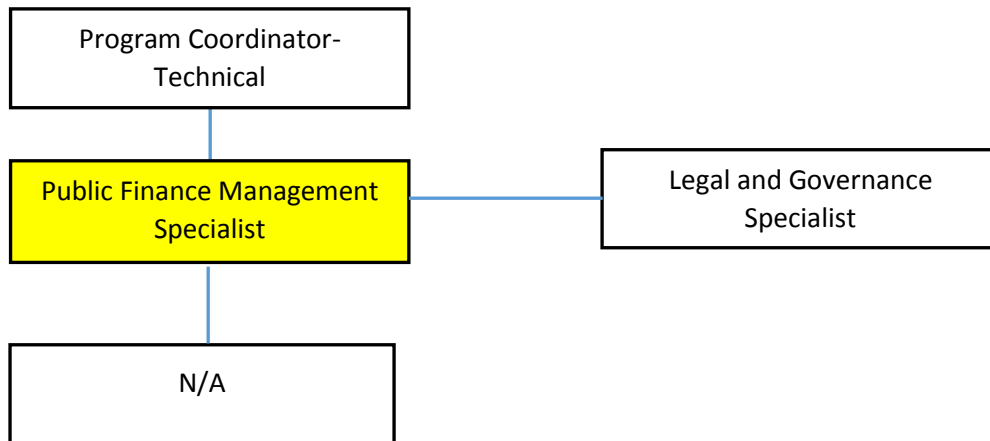 Program Coordinator-
Technical
Public Finance Management
Specialist
Legal and Governance
Specialist
N/A